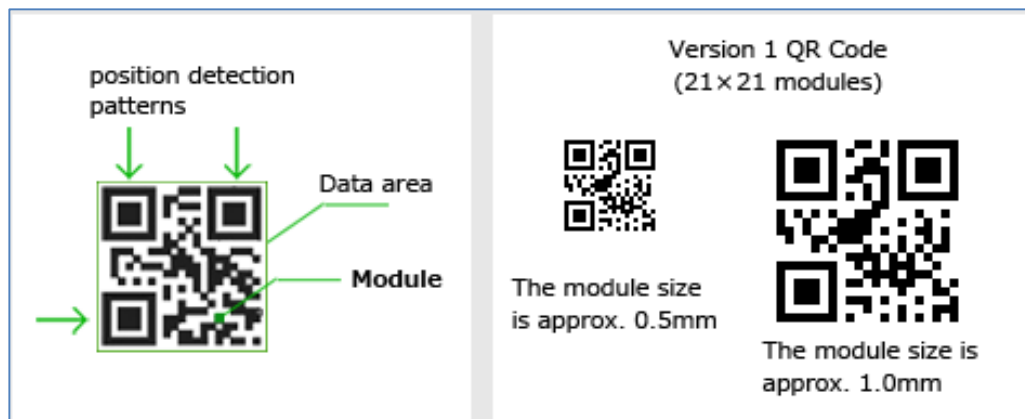 position detection
patterns
Data area
Module
Version 1 QR Code
(21×21 modules)
The module size
is approx. 0.5mm
The module size is
approx. 1.0mm